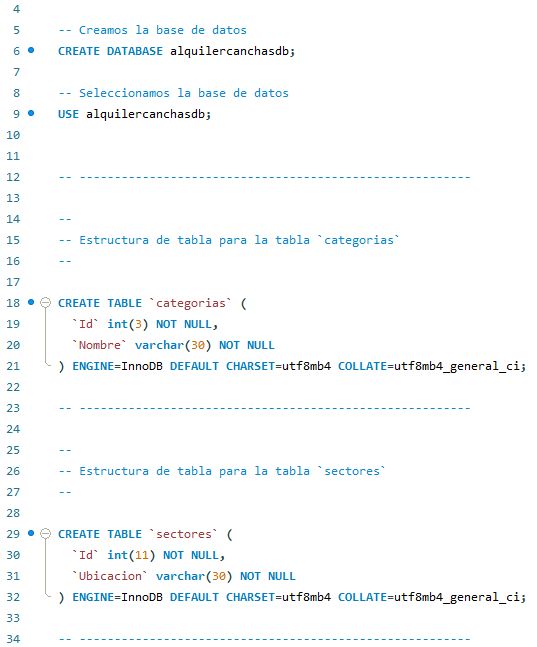 4
5 -- Creamos la base de datos
6 CREATE DATABASE alquilercanchasdb;
7
8 -- Seleccionamos la base de datos
9 USE alquilercanchasdb;
10
11
12 -- --------------------------------------------------------
13
14 --
15 -- Estructura de tabla para la tabla `categorias`
16 --
17
18 CREATE TABLE `categorias` (
19 `Id` int(3) NOT NULL,
20 `Nombre` varchar(30) NOT NULL
21 ) ENGINE=InnoDB DEFAULT CHARSET=utf8mb4 COLLATE=utf8mb4_general_ci;
22
23 -- --------------------------------------------------------
24
25 --
26 -- Estructura de tabla para la tabla `sectores`
27 --
28
29 CREATE TABLE `sectores` (
30 `Id` int(11) NOT NULL,
31 `Ubicacion` varchar(30) NOT NULL
32 ) ENGINE=InnoDB DEFAULT CHARSET=utf8mb4 COLLATE=utf8mb4_general_ci;
33
34 -- --------------------------------------------------------